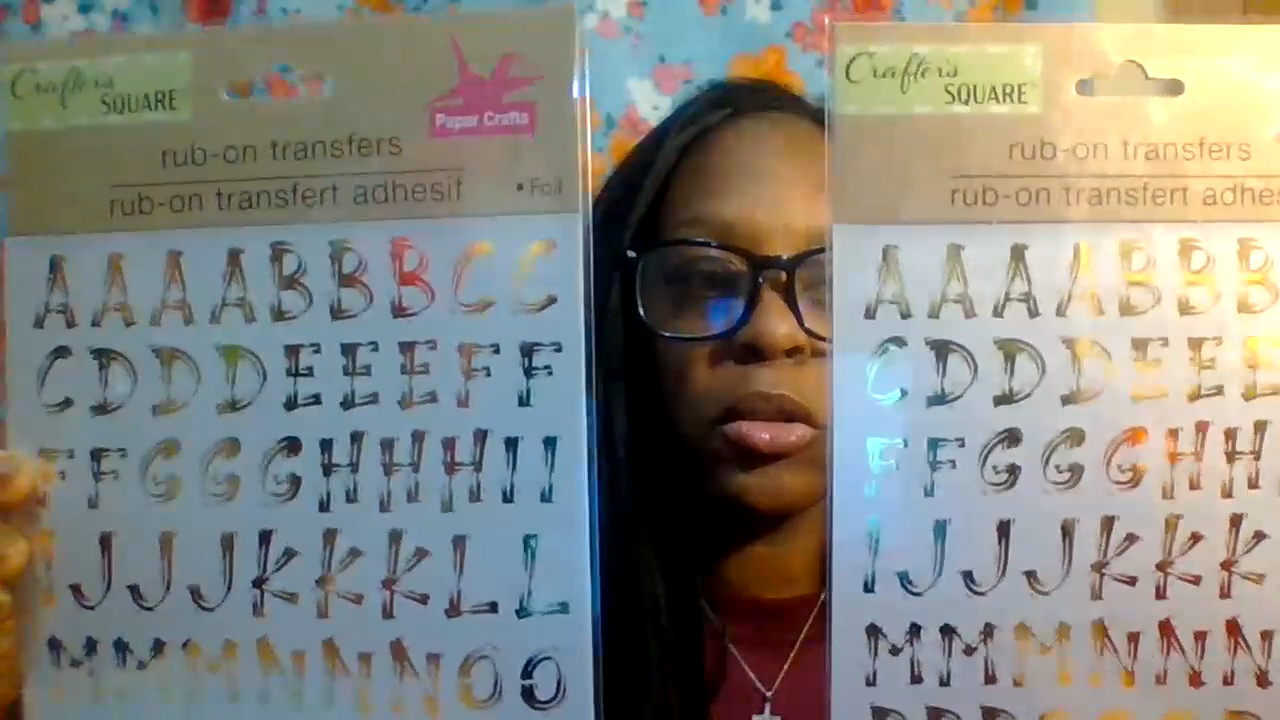 Crafter's
SQUARE
Paper Crafts
rub-on transfers
rub-on transfert adhesif
• Foil
A A A A B B B C C
C D D D E E E F F
F F G G G H H H I I
I J J J K K K L L
M M M N N N N O O
Crafter's
SQUARE
rub-on transfers
rub-on transfert adhes
A A A A B B B
C D D D E E E
F F G G G H H
I J J J K K K
M M M N N N